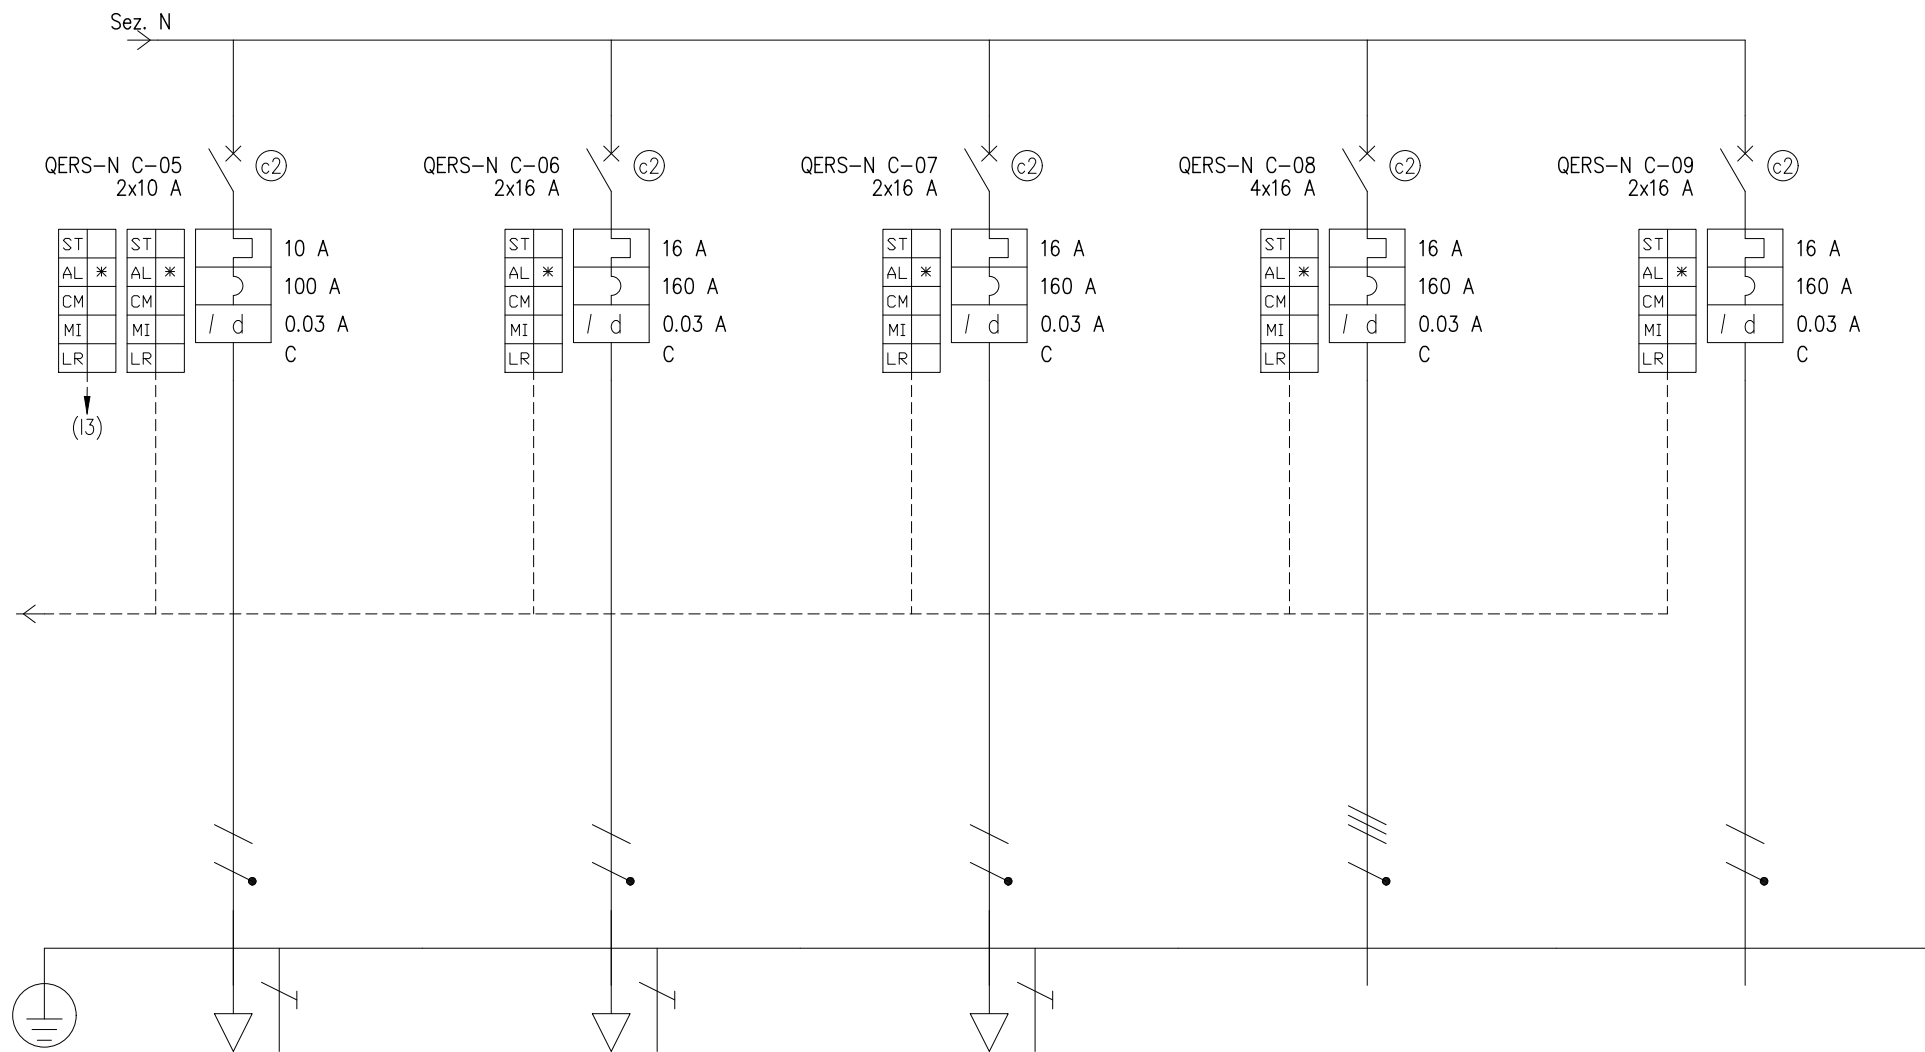 Sez. N
QERS-N C-05
2x10 A
c2
ST
AL *
CM
MI
LR
(I3)
ST
AL *
CM
MI
LR
I d
10 A
100 A
0.03 A
C
QERS-N C-06
2x16 A
c2
ST
AL *
CM
MI
LR
I d
16 A
160 A
0.03 A
C
QERS-N C-07
2x16 A
c2
ST
AL *
CM
MI
LR
I d
16 A
160 A
0.03 A
C
QERS-N C-08
4x16 A
c2
ST
AL *
CM
MI
LR
I d
16 A
160 A
0.03 A
C
QERS-N C-09
2x16 A
c2
ST
AL *
CM
MI
LR
I d
16 A
160 A
0.03 A
C